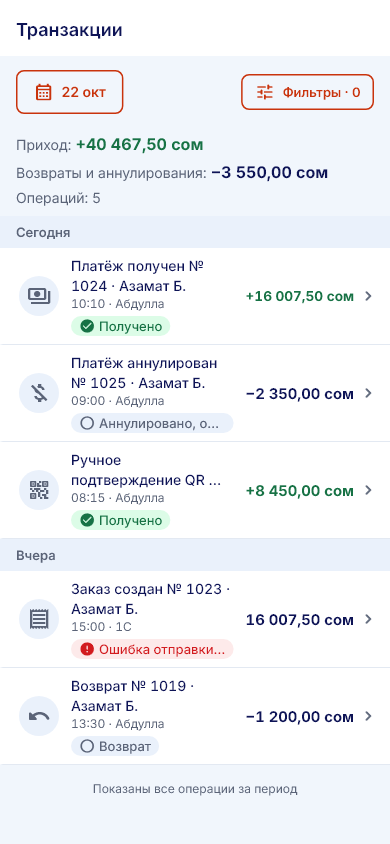 Транзакции
22 окт
Фильтры · 0
Приход: +40 467,50 сом
Возвраты и аннулирования: −3 550,00 сом
Операций: 5
Сегодня
Платёж получен №
1024 · Азамат Б.
10:10 · Абдулла
Получено
+16 007,50 сом
Платёж аннулирован
№ 1025 · Азамат Б.
09:00 · Абдулла
Аннулировано, о...
−2 350,00 сом
Ручное
подтверждение QR ...
08:15 · Абдулла
Получено
+8 450,00 сом
Вчера
Заказ создан № 1023 ·
Азамат Б.
15:00 · 1С
Ошибка отправки...
16 007,50 сом
Возврат № 1019 ·
Азамат Б.
13:30 · Абдулла
Возврат
−1 200,00 сом
Показаны все операции за период